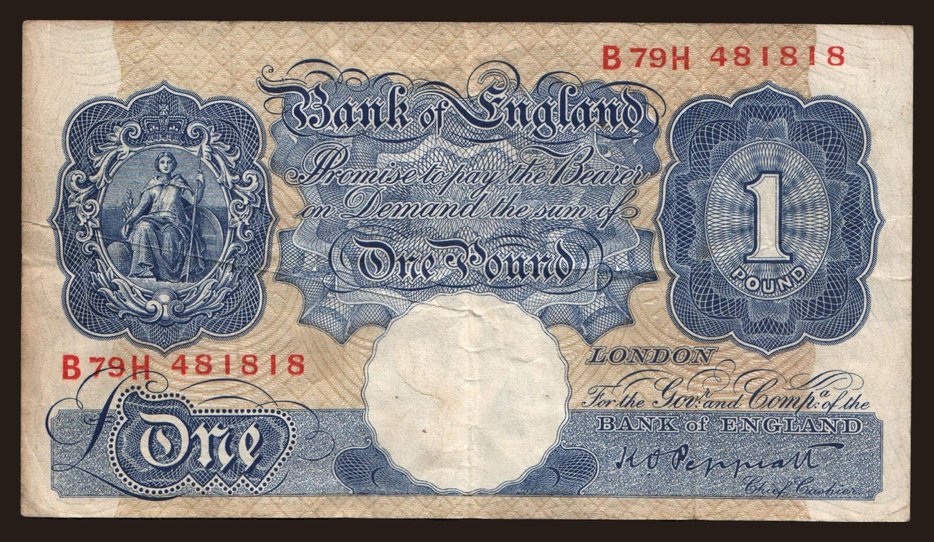 B79H 481818
Bank of England
Promise to pay the Bearer
on Demand the sum of
One Pound
1
POUND
B79H 481818
LONDON
For the Govr. and Compa. of the
BANK of ENGLAND
K O Peppiatt
Chief Cashier
£ One